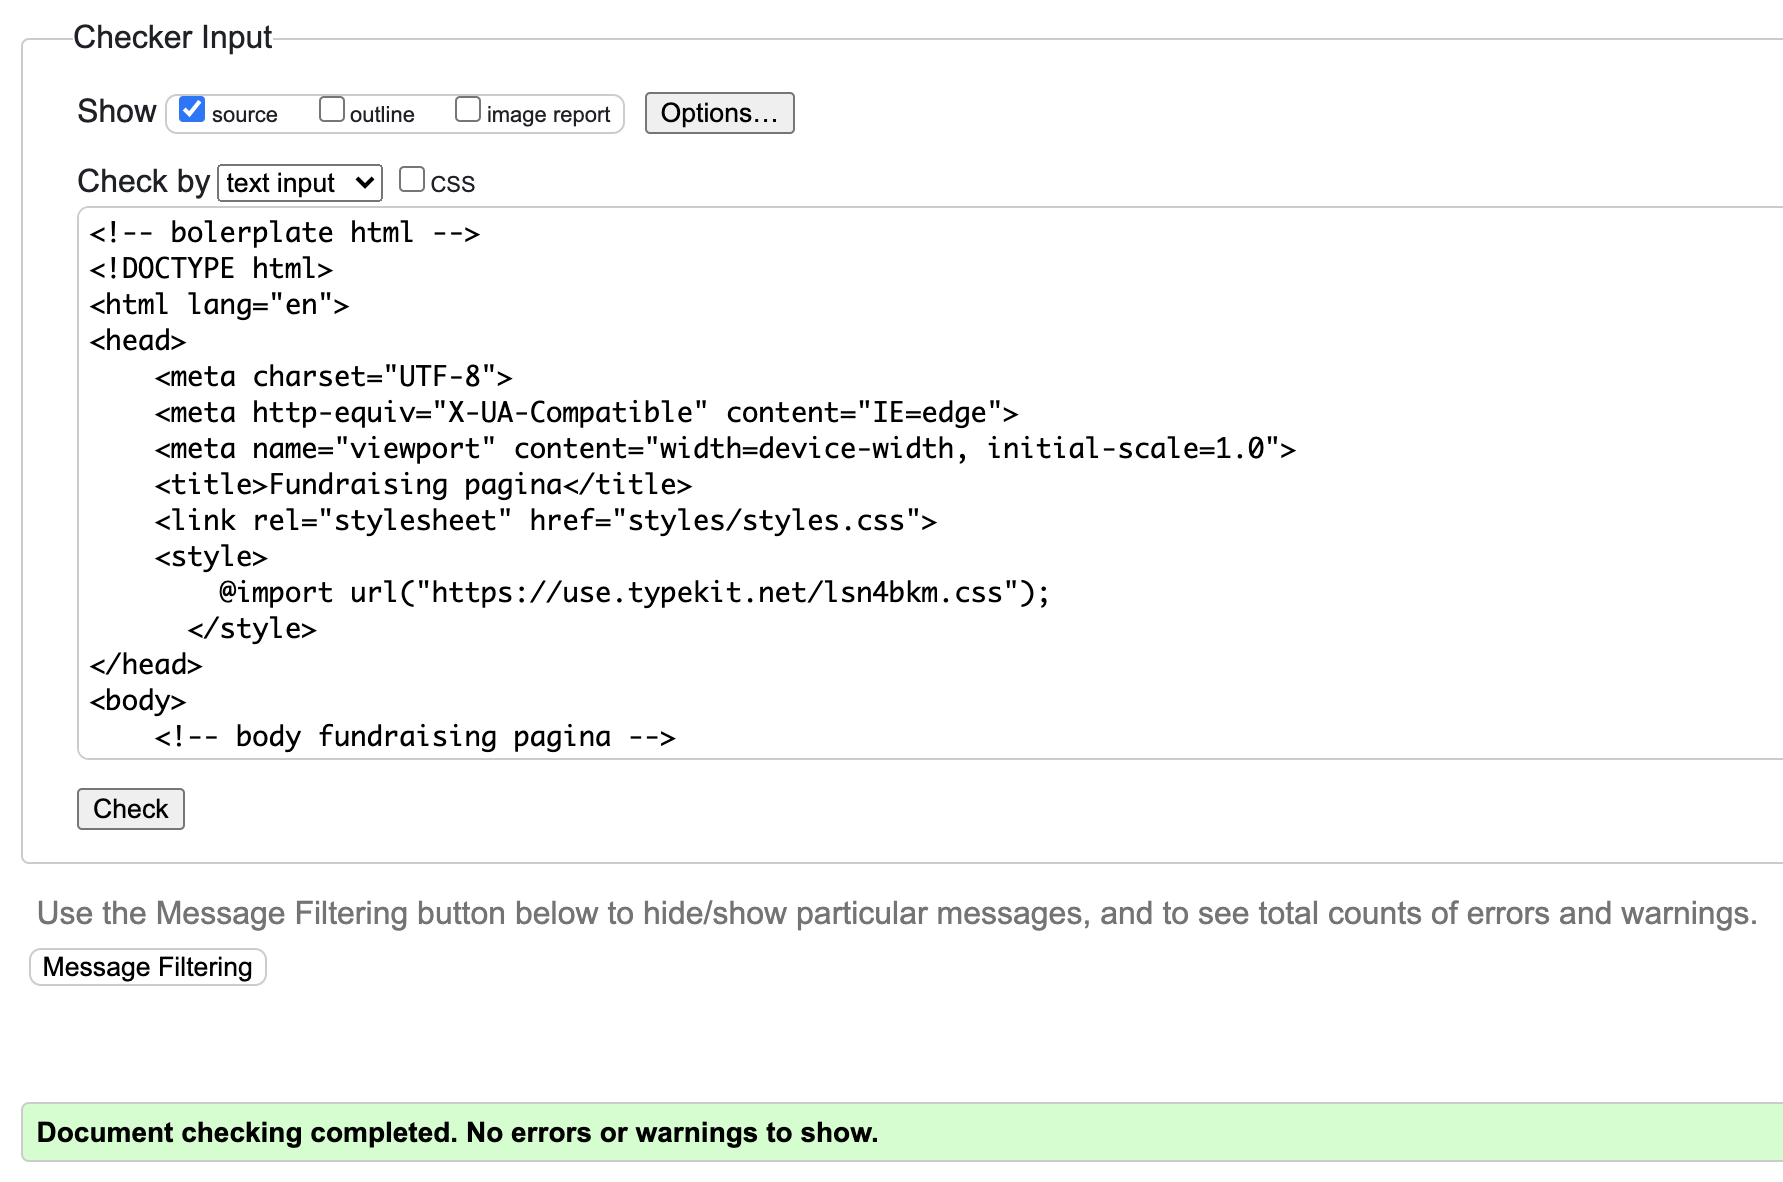 Checker Input
Show source outline image report Options...
Check by text input css
<!-- bolerplate html -->
<!DOCTYPE html>
<html lang="en">
<head>
    <meta charset="UTF-8">
    <meta http-equiv="X-UA-Compatible" content="IE=edge">
    <meta name="viewport" content="width=device-width, initial-scale=1.0">
    <title>Fundraising pagina</title>
    <link rel="stylesheet" href="styles/styles.css">
    <style>
        @import url("https://use.typekit.net/lsn4bkm.css");
      </style>
</head>
<body>
    <!-- body fundraising pagina -->
Check
Use the Message Filtering button below to hide/show particular messages, and to see total counts of errors and warnings.
Message Filtering
Document checking completed. No errors or warnings to show.